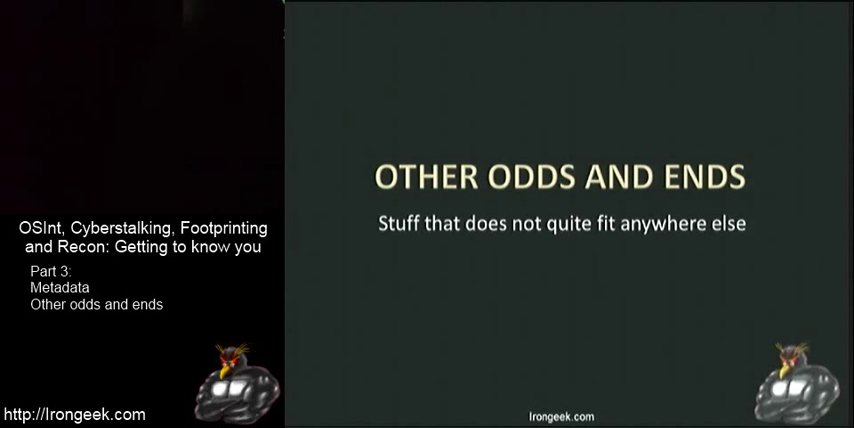 OSInt, Cyberstalking, Footprinting
and Recon: Getting to know you
Part 3:
Metadata
Other odds and ends
http://Irongeek.com
OTHER ODDS AND ENDS
Stuff that does not quite fit anywhere else
Irongeek.com